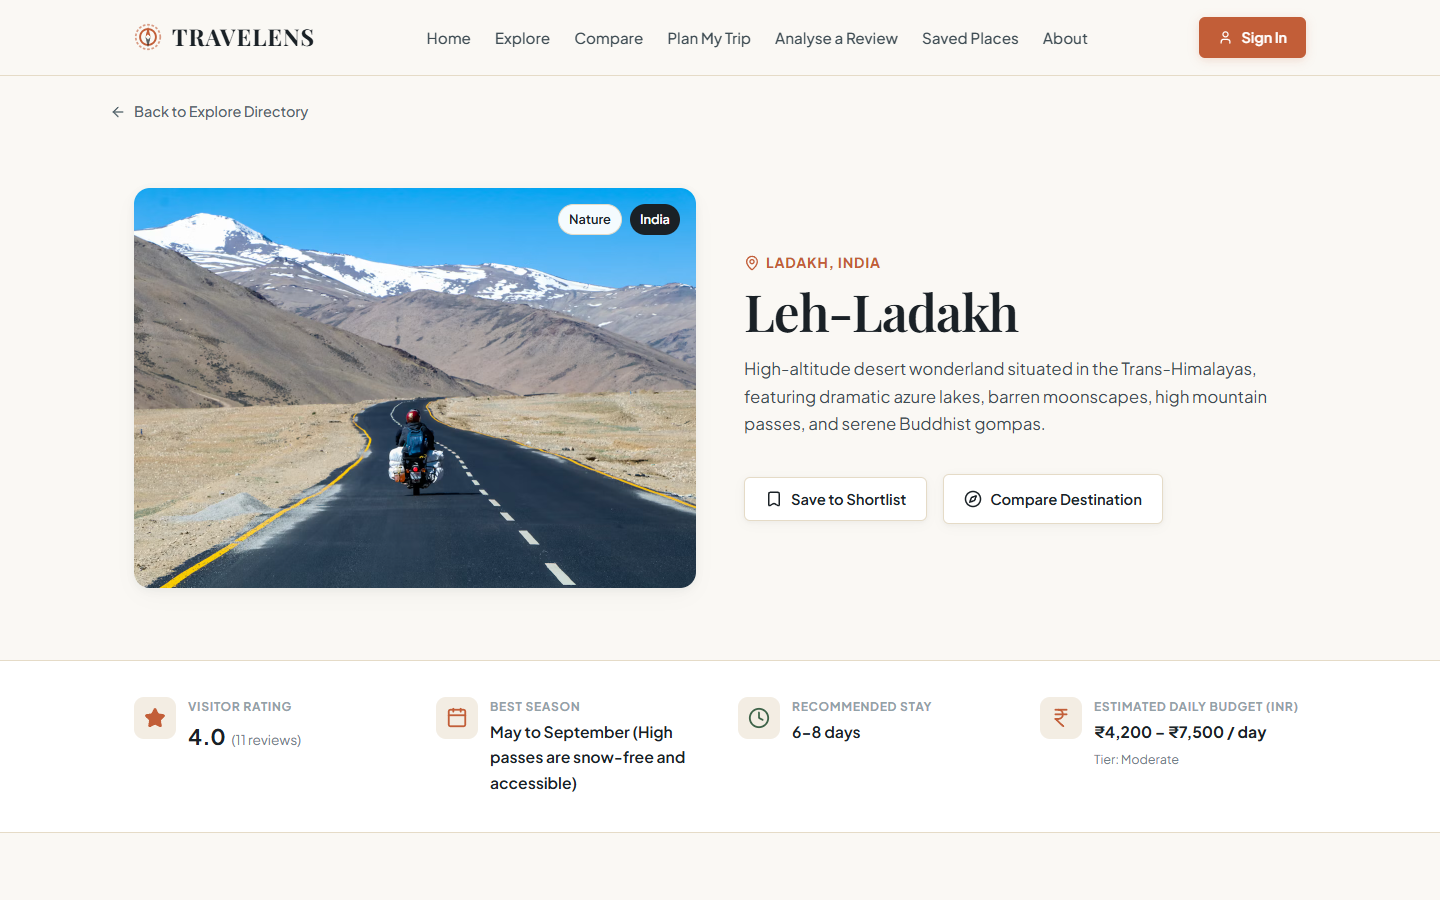 TRAVELENS
Home
Explore
Compare
Plan My Trip
Analyse a Review
Saved Places
About
Sign In
Back to Explore Directory
Nature
India
LADAKH, INDIA
Leh-Ladakh
High-altitude desert wonderland situated in the Trans-Himalayas,
featuring dramatic azure lakes, barren moonscapes, high mountain
passes, and serene Buddhist gompas.
Save to Shortlist
Compare Destination
VISITOR RATING
4.0 (11 reviews)
BEST SEASON
May to September (High
passes are snow-free and
accessible)
RECOMMENDED STAY
6-8 days
ESTIMATED DAILY BUDGET (INR)
₹4,200 – ₹7,500 / day
Tier: Moderate